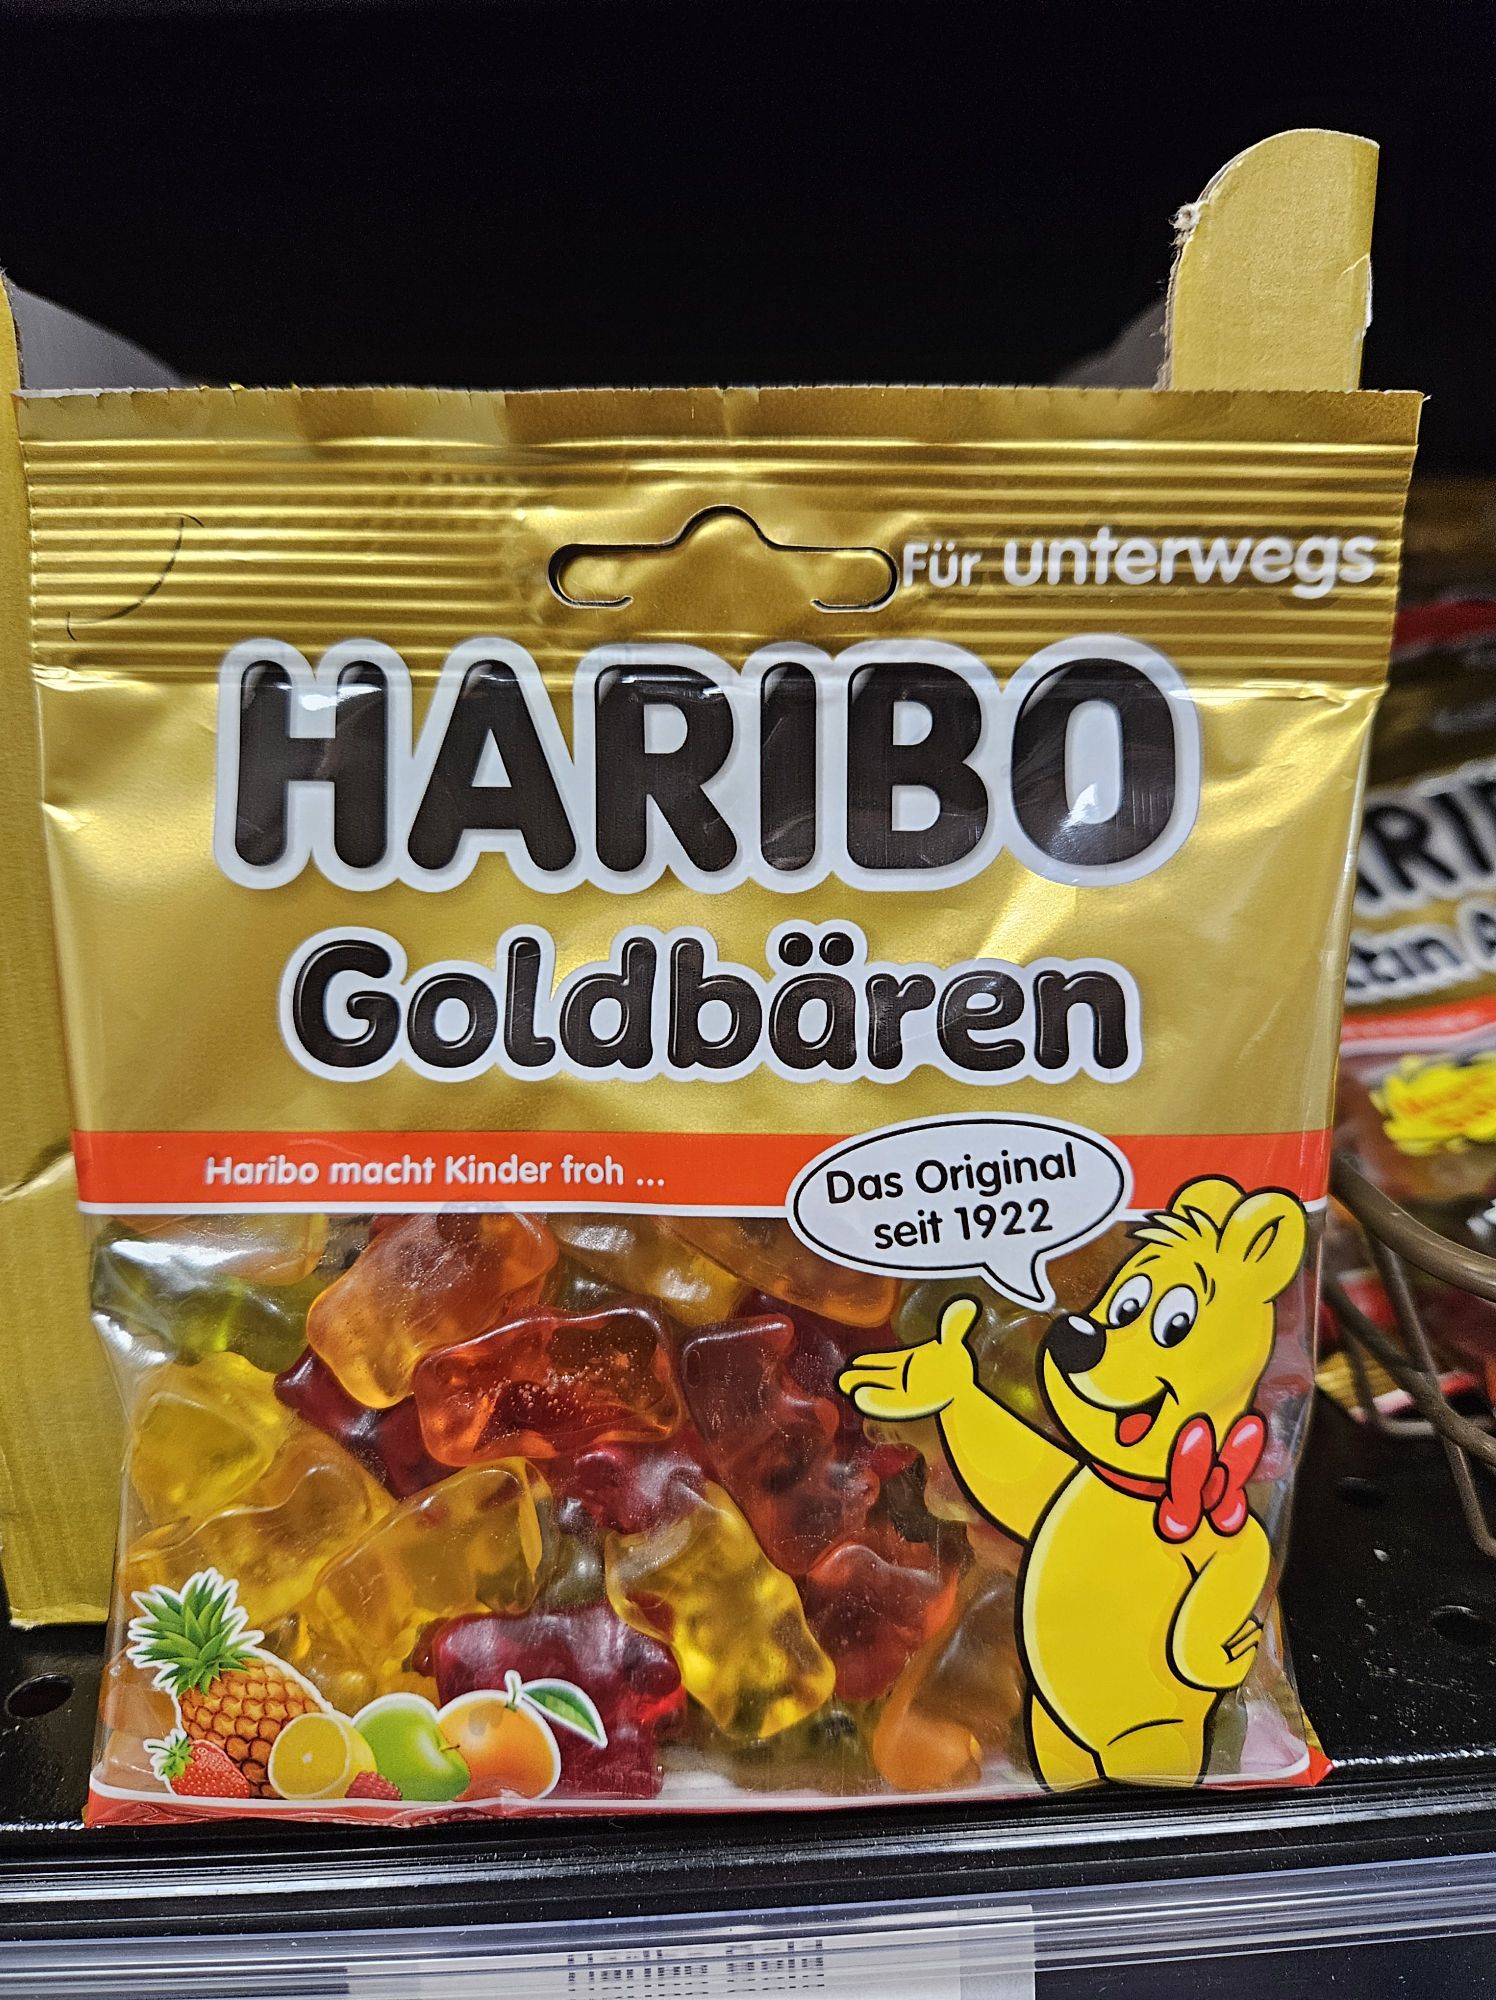 Für unterwegs
HARIBO
Goldbären
Haribo macht Kinder froh ...
Das Original
seit 1922